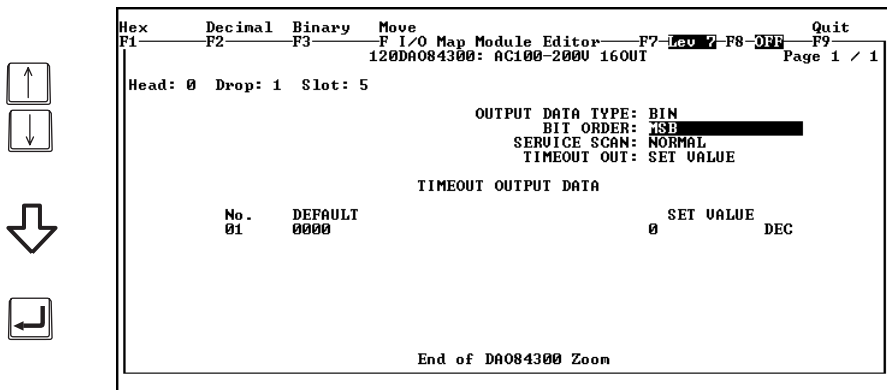 Hex Decimal Binary Move Quit
F1 F2 F3 F I/O Map Module Editor F7-Lev 7-F8-OFF F9
120DAO84300: AC100-200V 16OUT Page 1 / 1
Head: 0 Drop: 1 Slot: 5
OUTPUT DATA TYPE: BIN
BIT ORDER: MSB
SERVICE SCAN: NORMAL
TIMEOUT OUT: SET VALUE
TIMEOUT OUTPUT DATA
No. DEFAULT SET VALUE
01 0000 0 DEC
End of DAO84300 Zoom